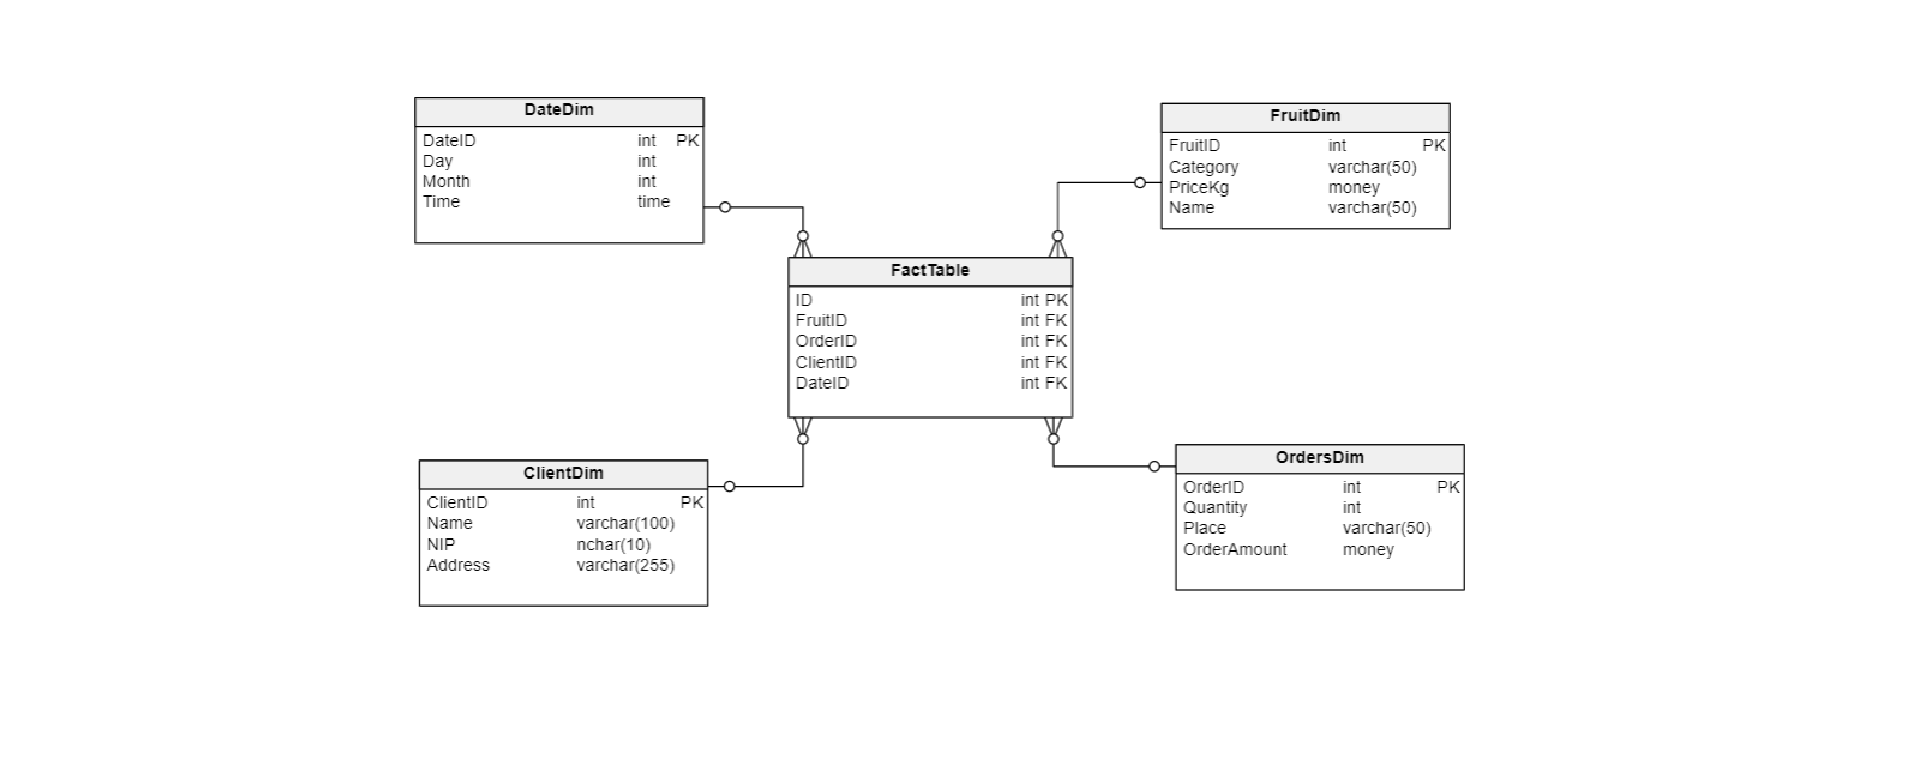 DateDim
DateID int PK
Day int
Month int
Time time
FruitDim
FruitID int PK
Category varchar(50)
PriceKg money
Name varchar(50)
FactTable
ID int PK
FruitID int FK
OrderID int FK
ClientID int FK
DateID int FK
ClientDim
ClientID int PK
Name varchar(100)
NIP nchar(10)
Address varchar(255)
OrdersDim
OrderID int PK
Quantity int
Place varchar(50)
OrderAmount money